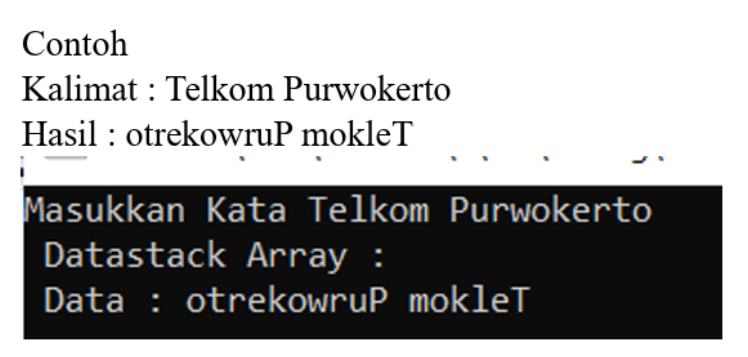 Contoh
Kalimat : Telkom Purwokerto
Hasil : otrekowruP mokleT
Masukkan Kata Telkom Purwokerto
Datastack Array :
Data : otrekowruP mokleT